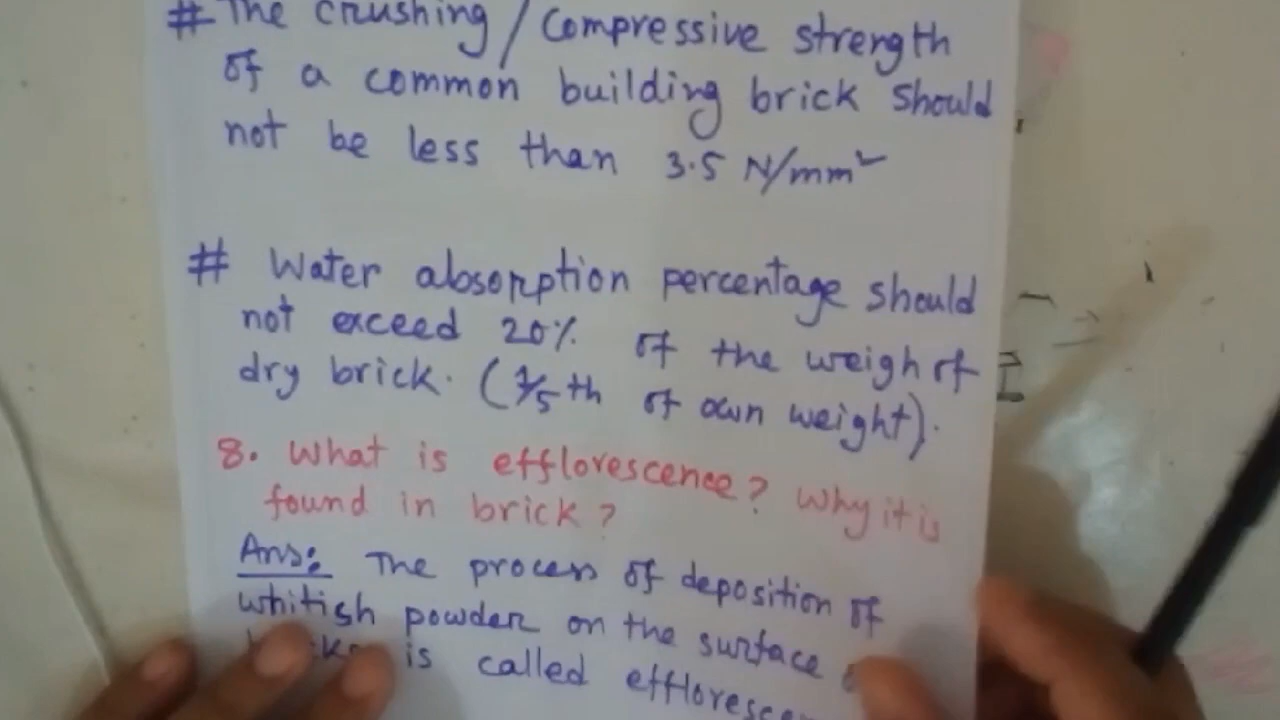 # The crushing/compressive strength
of a common building brick should
not be less than 3.5 N/mm²
# Water absorption percentage should
not exceed 20% of the weigh of
dry brick. (1/5th of own weight).
8. What is efflorescence? Why it is
found in brick?
Ans: The process of deposition of
whitish powder on the surface
is called